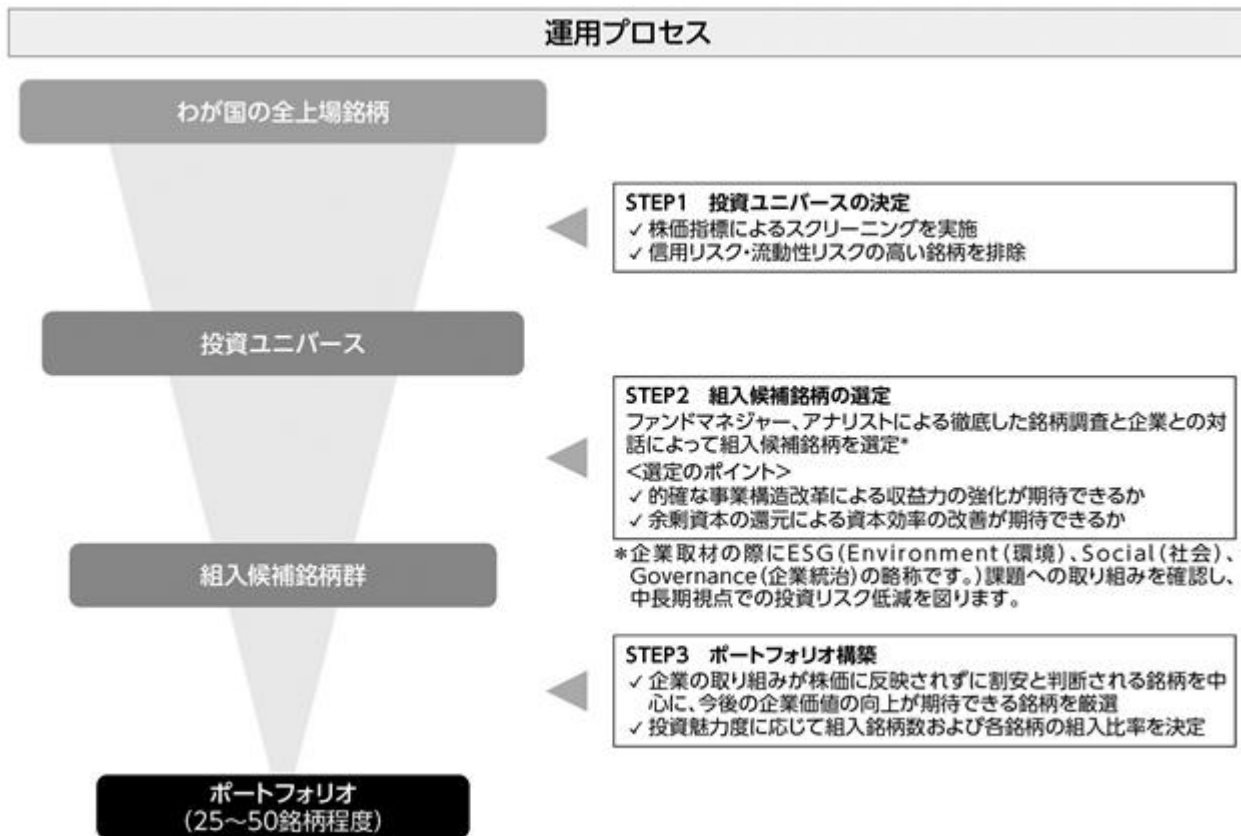 運用プロセス
わが国の全上場銘柄
STEP1 投資ユニバースの決定
✓ 株価指標によるスクリーニングを実施
✓ 信用リスク・流動性リスクの高い銘柄を排除
投資ユニバース
STEP2 組入候補銘柄の選定
ファンドマネジャー、アナリストによる徹底した銘柄調査と企業との対
話によって組入候補銘柄を選定*
<選定のポイント>
✓ 的確な事業構造改革による収益力の強化が期待できるか
✓ 余剰資本の還元による資本効率の改善が期待できるか
*企業取材の際にESG(Environment(環境)、Social(社会)、
Governance(企業統治)の略称です。)課題への取り組みを確認し、
中長期視点での投資リスク低減を図ります。
組入候補銘柄群
STEP3 ポートフォリオ構築
✓ 企業の取り組みが株価に反映されずに割安と判断される銘柄を中
心に、今後の企業価値の向上が期待できる銘柄を厳選
✓ 投資魅力度に応じて組入銘柄数および各銘柄の組入比率を決定
ポートフォリオ
(25～50銘柄程度)